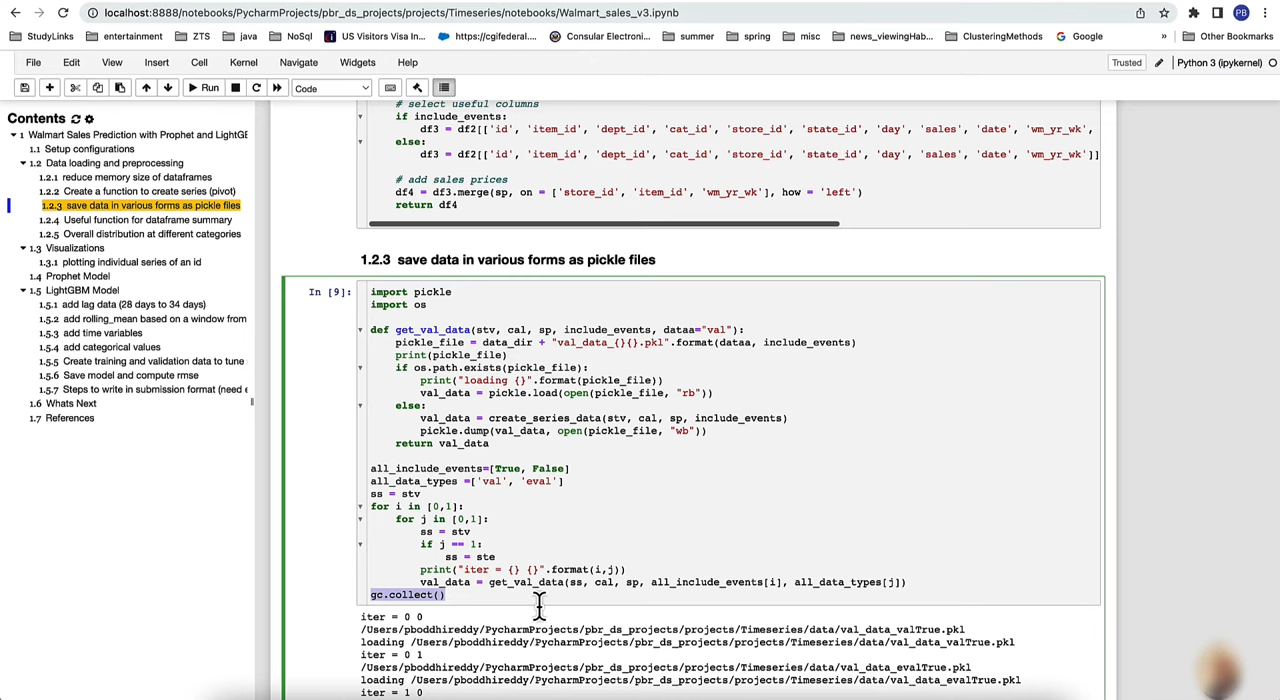 localhost:8888/notebooks/PycharmProjects/pbr_ds_projects/projects/Timeseries/notebooks/Walmart_sales_v3.ipynb
PB
StudyLinks entertainment ZTS java NoSql US Visitors Visa In... https://cgifederal.... Consular Electroni... summer spring misc news_viewingHab... ClusteringMethods Google » Other Bookmarks
File Edit View Insert Cell Kernel Navigate Widgets Help Trusted Python 3 (ipykernel)
Run Code
Contents
1 Walmart Sales Prediction with Prophet and LightGE
1.1 Setup configurations
1.2 Data loading and preprocessing
1.2.1 reduce memory size of dataframes
1.2.2 Create a function to create series (pivot)
1.2.3 save data in various forms as pickle files
1.2.4 Useful function for dataframe summary
1.2.5 Overall distribution at different categories
1.3 Visualizations
1.3.1 plotting individual series of an id
1.4 Prophet Model
1.5 LightGBM Model
1.5.1 add lag data (28 days to 34 days)
1.5.2 add rolling_mean based on a window from
1.5.3 add time variables
1.5.4 add categorical values
1.5.5 Create training and validation data to tune
1.5.6 Save model and compute rmse
1.5.7 Steps to write in submission format (need e
1.6 Whats Next
1.7 References
# select useful columns
if include_events:
df3 = df2[['id', 'item_id', 'dept_id', 'cat_id', 'store_id', 'state_id', 'day', 'sales', 'date', 'wm_yr_wk',
else:
df3 = df2[['id', 'item_id', 'dept_id', 'cat_id', 'store_id', 'state_id', 'day', 'sales', 'date', 'wm_yr_wk']]
# add sales prices
df4 = df3.merge(sp, on = ['store_id', 'item_id', 'wm_yr_wk'], how = 'left')
return df4
1.2.3 save data in various forms as pickle files
In [9]:
import pickle
import os
def get_val_data(stv, cal, sp, include_events, dataa="val"):
pickle_file = data_dir + "val_data_{}{}.pkl".format(dataa, include_events)
print(pickle_file)
if os.path.exists(pickle_file):
print("loading {}".format(pickle_file))
val_data = pickle.load(open(pickle_file, "rb"))
else:
val_data = create_series_data(stv, cal, sp, include_events)
pickle.dump(val_data, open(pickle_file, "wb"))
return val_data
all_include_events=[True, False]
all_data_types =['val', 'eval']
ss = stv
for i in [0,1]:
for j in [0,1]:
ss = stv
if j == 1:
ss = ste
print("iter = {} {}".format(i,j))
val_data = get_val_data(ss, cal, sp, all_include_events[i], all_data_types[j])
gc.collect()
iter = 0 0
/Users/pboddhireddy/PycharmProjects/pbr_ds_projects/projects/Timeseries/data/val_data_valTrue.pkl
loading /Users/pboddhireddy/PycharmProjects/pbr_ds_projects/projects/Timeseries/data/val_data_valTrue.pkl
iter = 0 1
/Users/pboddhireddy/PycharmProjects/pbr_ds_projects/projects/Timeseries/data/val_data_evalTrue.pkl
loading /Users/pboddhireddy/PycharmProjects/pbr_ds_projects/projects/Timeseries/data/val_data_evalTrue.pkl
iter = 1 0